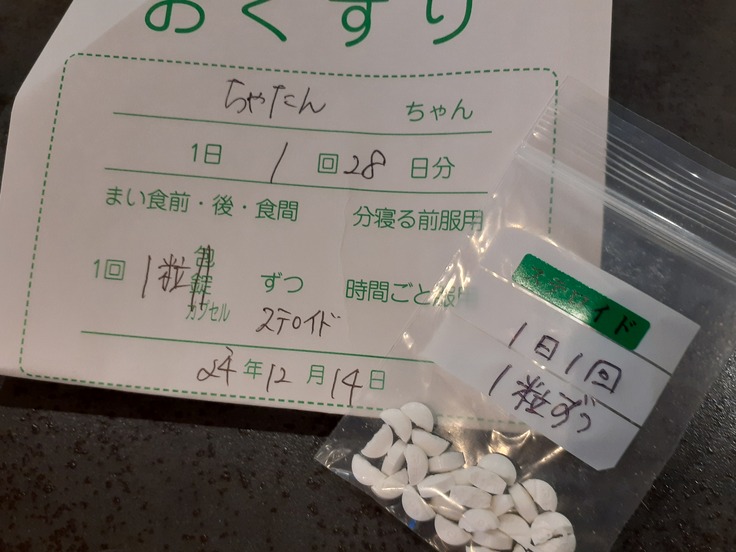 おくすり
ちゃたん ちゃん
1日 1 回 28 日分
まい食前・後・食間 分寝る前服用
1回 1粒 包 錠 カプセル ずつ 時間ごと服用
ステロイド
24年12月14日
ステロイド
1日1回
1粒ずつ